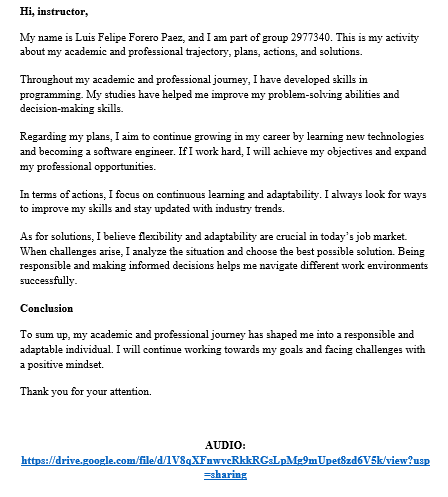 Hi, instructor,
My name is Luis Felipe Forero Paez, and I am part of group 2977340. This is my activity
about my academic and professional trajectory, plans, actions, and solutions.
Throughout my academic and professional journey, I have developed skills in
programming. My studies have helped me improve my problem-solving abilities and
decision-making skills.
Regarding my plans, I aim to continue growing in my career by learning new technologies
and becoming a software engineer. If I work hard, I will achieve my objectives and expand
my professional opportunities.
In terms of actions, I focus on continuous learning and adaptability. I always look for ways
to improve my skills and stay updated with industry trends.
As for solutions, I believe flexibility and adaptability are crucial in today's job market.
When challenges arise, I analyze the situation and choose the best possible solution. Being
responsible and making informed decisions helps me navigate different work environments
successfully.
Conclusion
To sum up, my academic and professional journey has shaped me into a responsible and
adaptable individual. I will continue working towards my goals and facing challenges with
a positive mindset.
Thank you for your attention.
AUDIO:
https://drive.google.com/file/d/1V8qXFnwvcRkkRGsLpMg9mUpet8zd6V5k/view?usp
=sharing